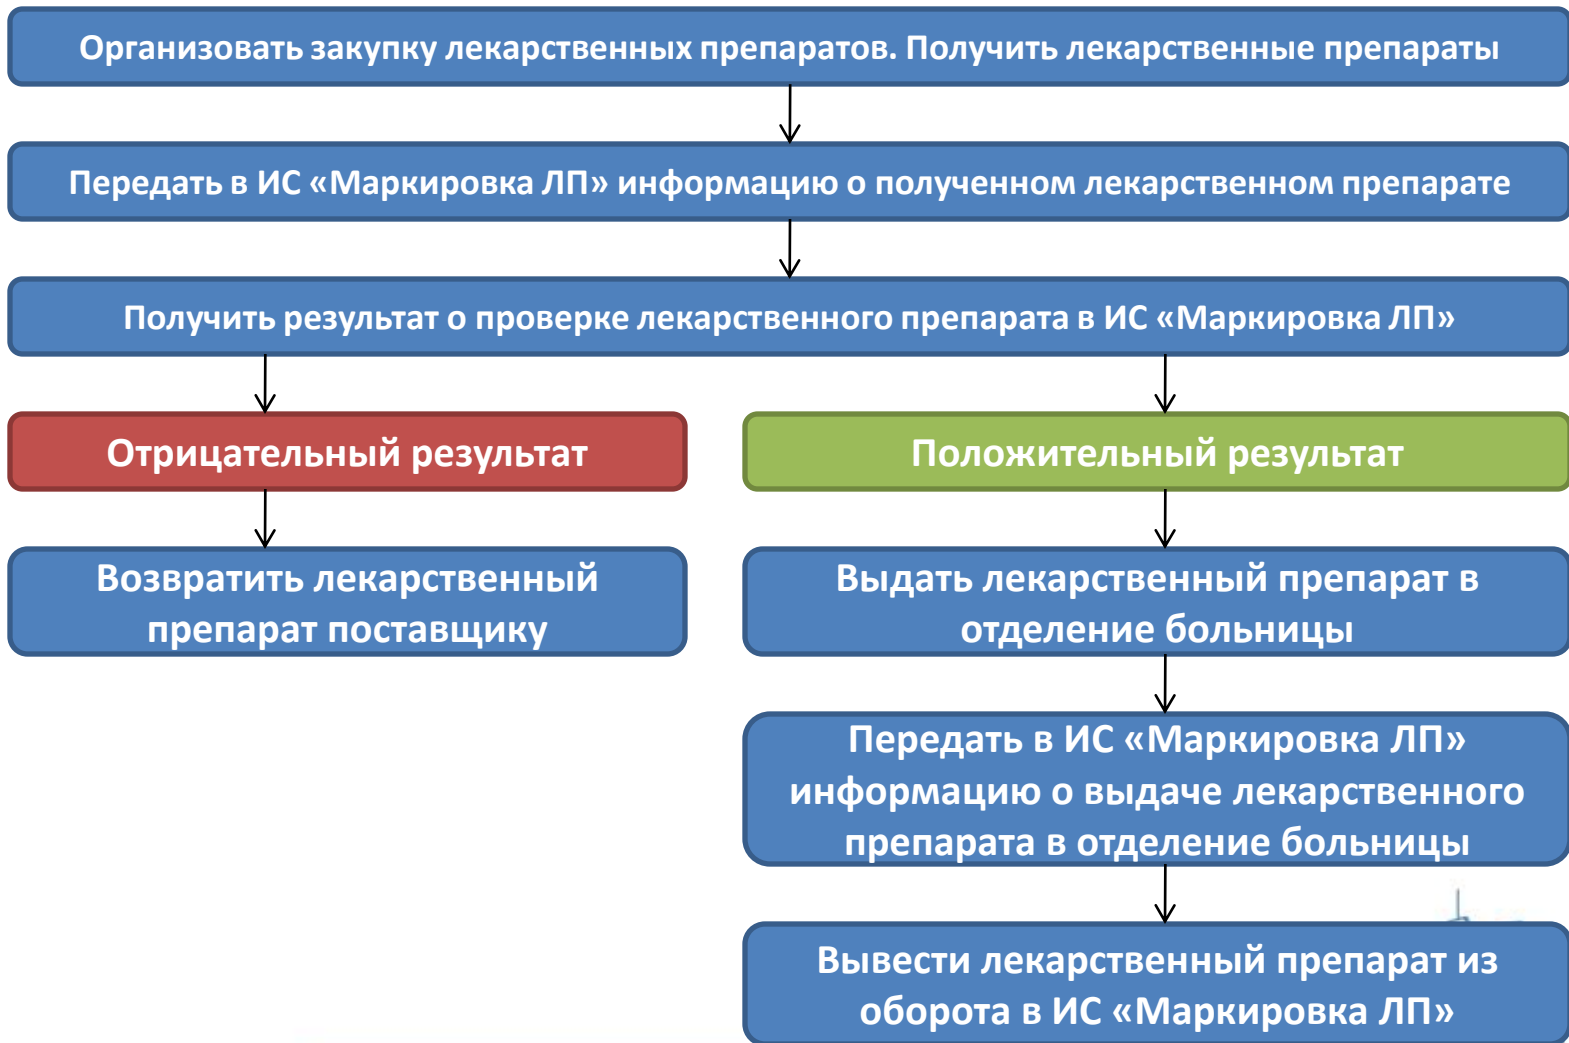 Организовать закупку лекарственных препаратов. Получить лекарственные препараты
Передать в ИС «Маркировка ЛП» информацию о полученном лекарственном препарате
Получить результат о проверке лекарственного препарата в ИС «Маркировка ЛП»
Отрицательный результат
Положительный результат
Возвратить лекарственный
препарат поставщику
Выдать лекарственный препарат в
отделение больницы
Передать в ИС «Маркировка ЛП»
информацию о выдаче лекарственного
препарата в отделение больницы
Вывести лекарственный препарат из
оборота в ИС «Маркировка ЛП»